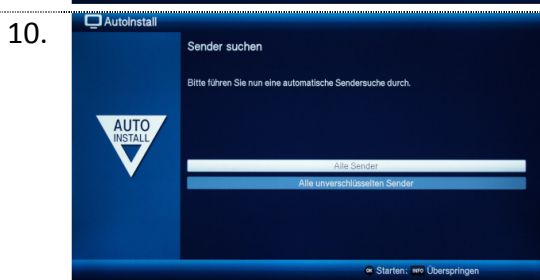 10.
AutoInstall
Sender suchen
Bitte führen Sie nun eine automatische Sendersuche durch.
AUTO
INSTALL
Alle Sender
Alle unverschlüsselten Sender
OK Starten; INFO Überspringen